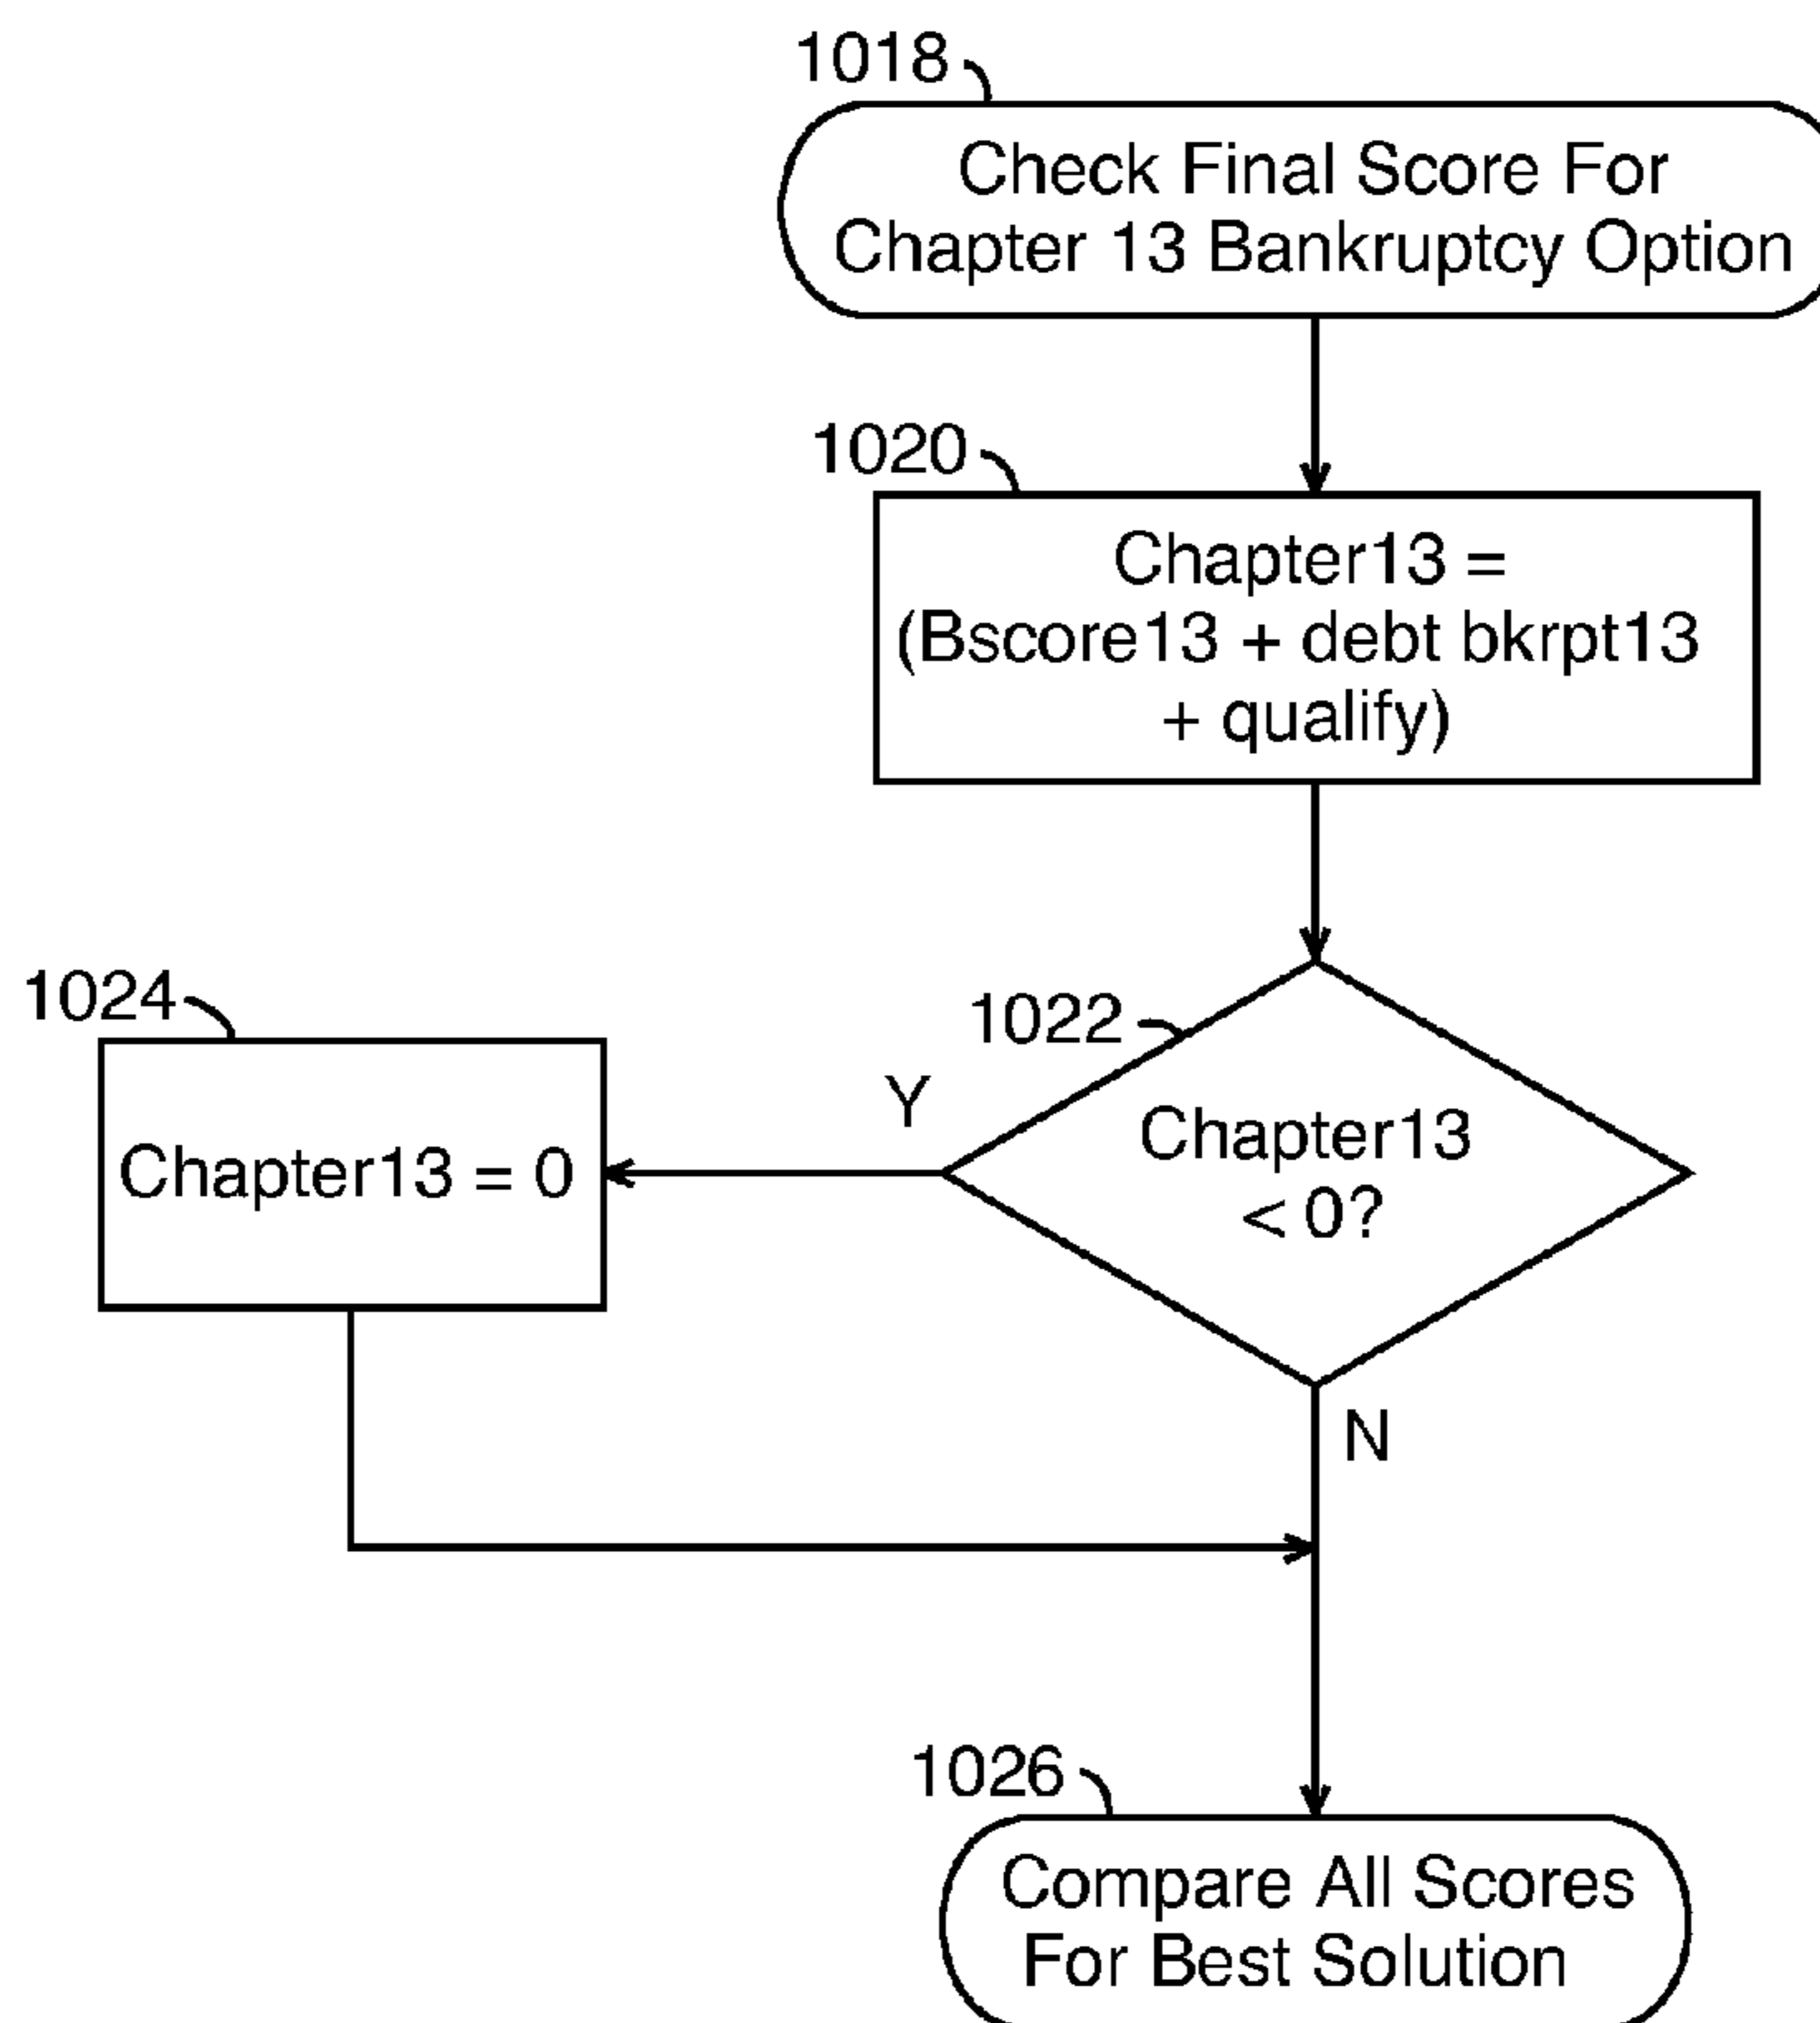 1018
Check Final Score For
Chapter 13 Bankruptcy Option
1020
Chapter13 =
(Bscore13 + debt bkrpt13
+ qualify)
1022
Chapter13
< 0?
Y
1024
Chapter13 = 0
N
1026
Compare All Scores
For Best Solution